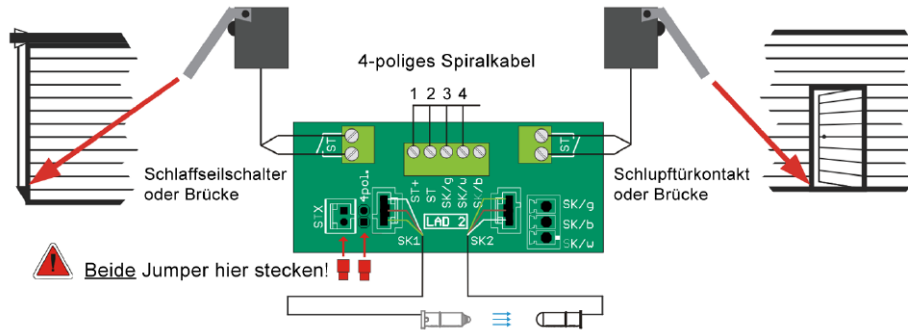 4-poliges Spiralkabel
1 2 3 4
ST
ST
Schlaffseilschalter
oder Brücke
Schlupftürkontakt
oder Brücke
ST+
ST
SK/g
SK/w
SK/b
STX
4pol.
LAD 2
SK1
SK2
SK/g
SK/b
SK/w
Beide Jumper hier stecken!